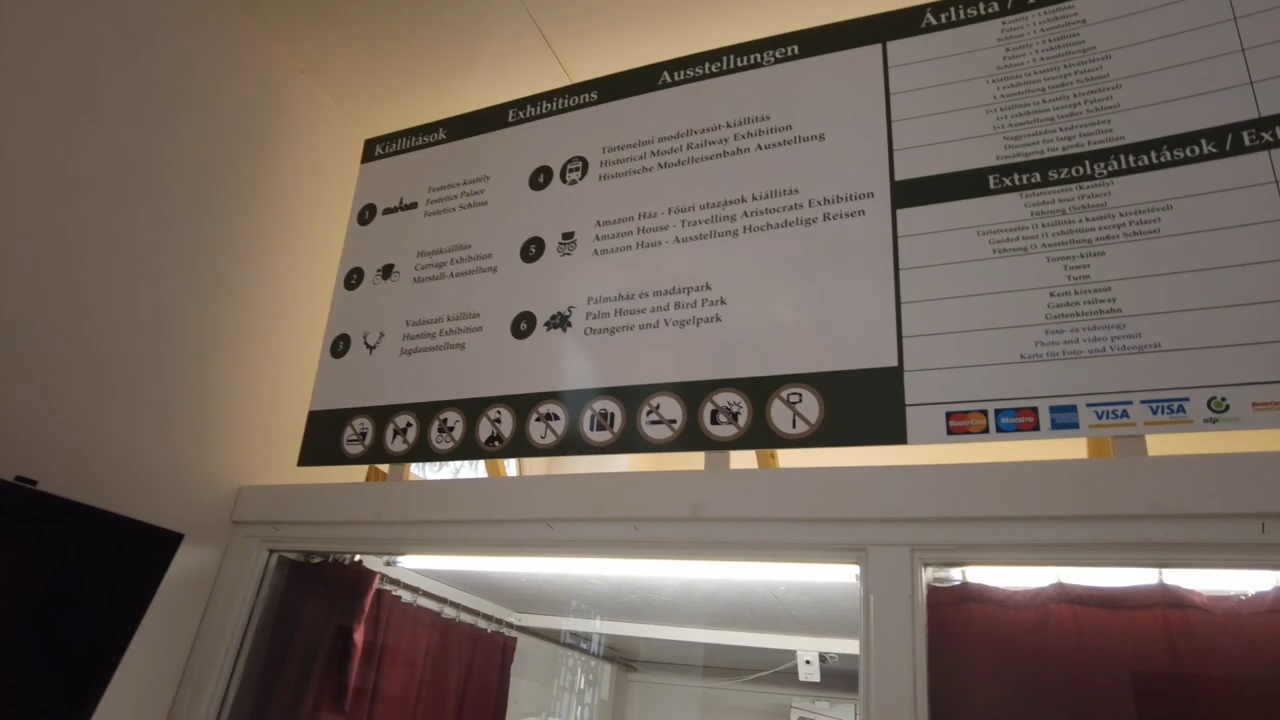 Kiállítások Exhibitions Ausstellungen
1
Festetics-kastély
Festetics Palace
Festetics Schloss
2
Hintókiállítás
Carriage Exhibition
Marstall-Ausstellung
3
Vadászati kiállítás
Hunting Exhibition
Jagdausstellung
4
Történelmi modellvasút-kiállítás
Historical Model Railway Exhibition
Historische Modelleisenbahn Ausstellung
5
Amazon Ház - Főúri utazások kiállítás
Amazon House - Travelling Aristocrats Exhibition
Amazon Haus - Ausstellung Hochadelige Reisen
6
Pálmaház és madárpark
Palm House and Bird Park
Orangerie und Vogelpark
Árlista /
Kastély + 1 kiállítás
Palace + 1 exhibition
Schloss + 1 Ausstellung
Kastély + 5 kiállítás
Palace + 5 exhibitions
Schloss + 5 Ausstellungen
1 kiállítás (a kastély kivételével)
1 exhibition (except Palace)
1 Ausstellung (außer Schloss)
1+1 kiállítás (a kastély kivételével)
1+1 exhibition (except Palace)
1+1 Ausstellung (außer Schloss)
Nagycsaládos kedvezmény
Discount for large families
Ermäßigung für große Familien
Extra szolgáltatások / Ex
Tárlatvezetés (Kastély)
Guided tour (Palace)
Führung (Schloss)
Tárlatvezetés (1 kiállítás a kastély kivételével)
Guided tour (1 exhibition except Palace)
Führung (1 Ausstellung außer Schloss)
Turony-kilátó
Tower
Turm
Kerti kisvasút
Garden railway
Gartenkleinbahn
Fotó- és videójegy
Photo and video permit
Karte für Foto- und Videogerät
MasterCard Maestro VISA VISA otpbank MasterCard